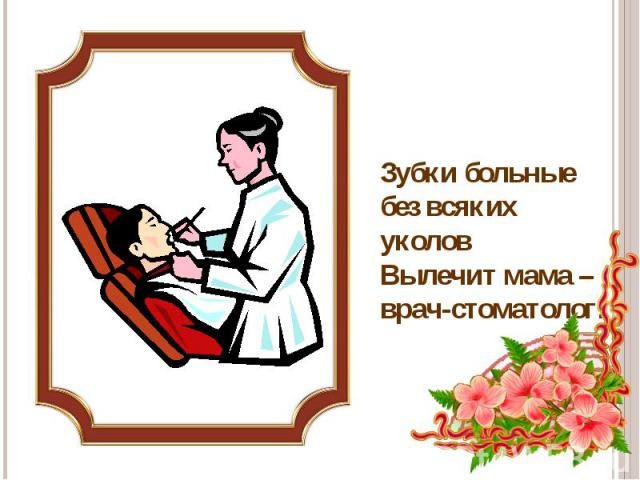 Зубки больные
без всяких
уколов
Вылечит мама –
врач-стоматолог.